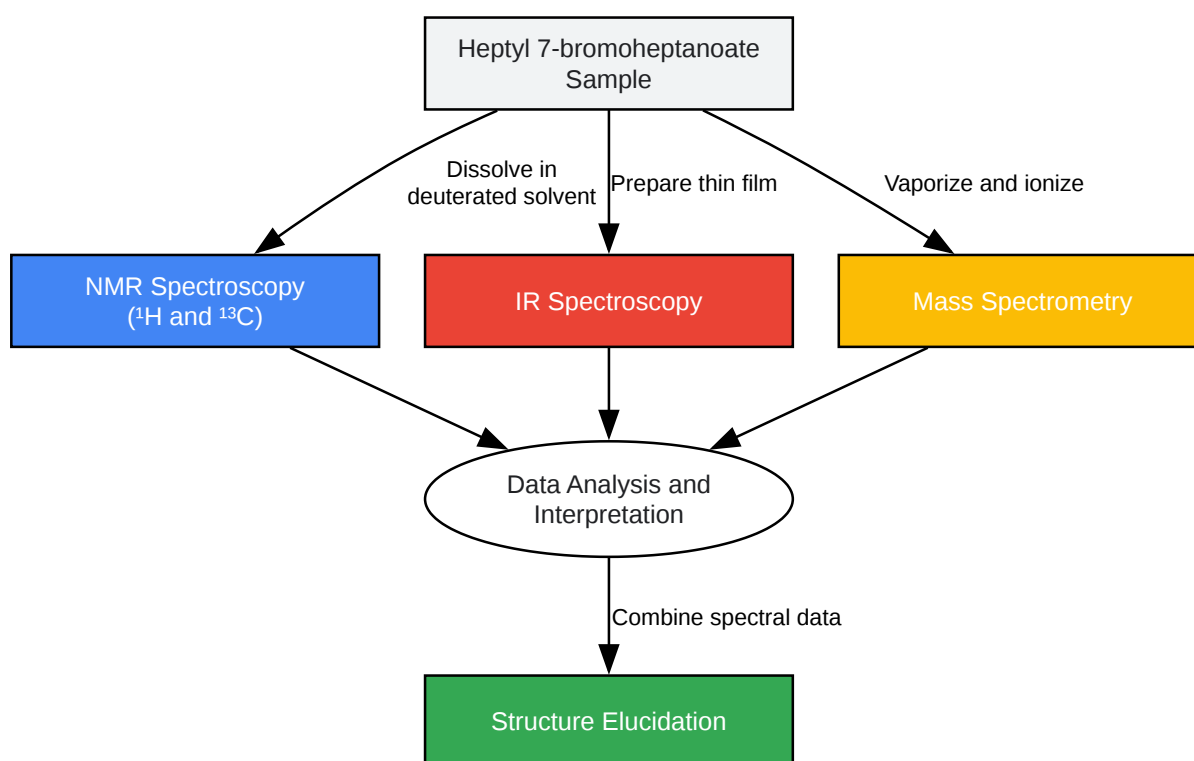 Heptyl 7-bromoheptanoate
Sample
Dissolve in
deuterated solvent
Prepare thin film
Vaporize and ionize
NMR Spectroscopy
(¹H and ¹³C)
IR Spectroscopy
Mass Spectrometry
Data Analysis and
Interpretation
Combine spectral data
Structure Elucidation